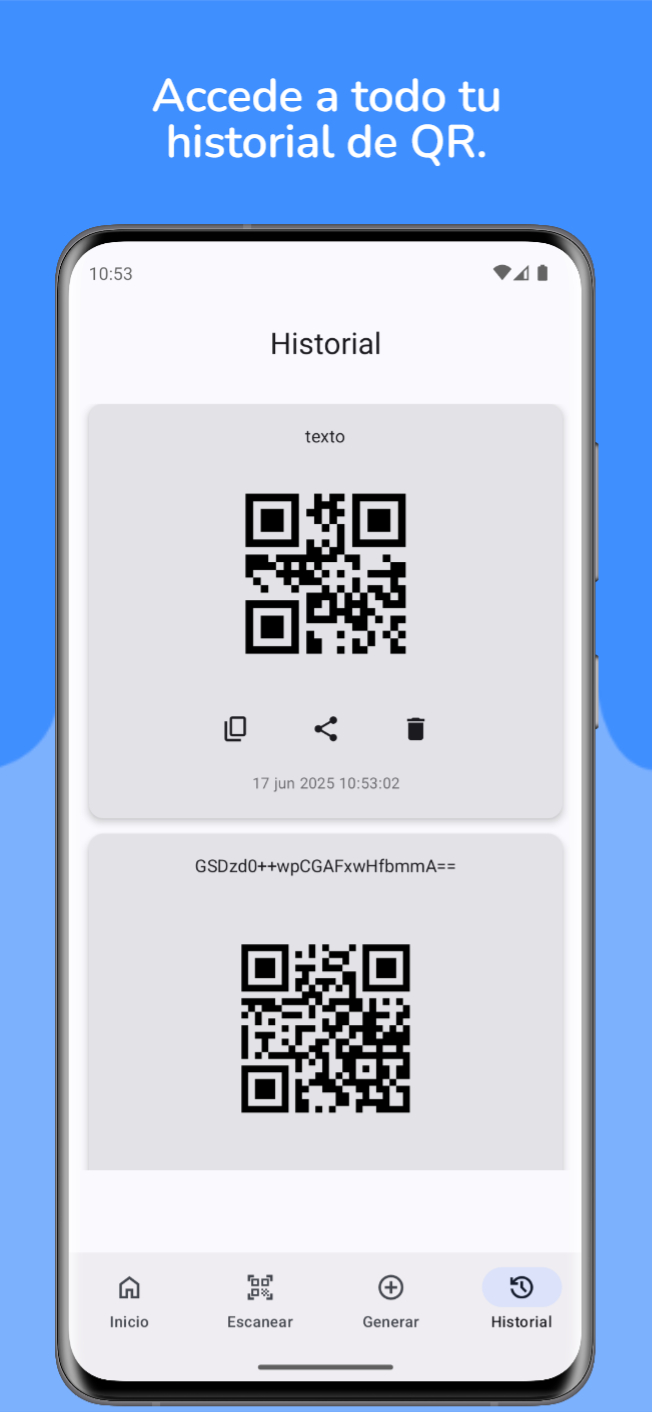 Accede a todo tu
historial de QR.
10:53
Historial
texto
17 jun 2025 10:53:02
GSDzd0++wpCGAFxwHfbmmA==
Inicio
Escanear
Generar
Historial